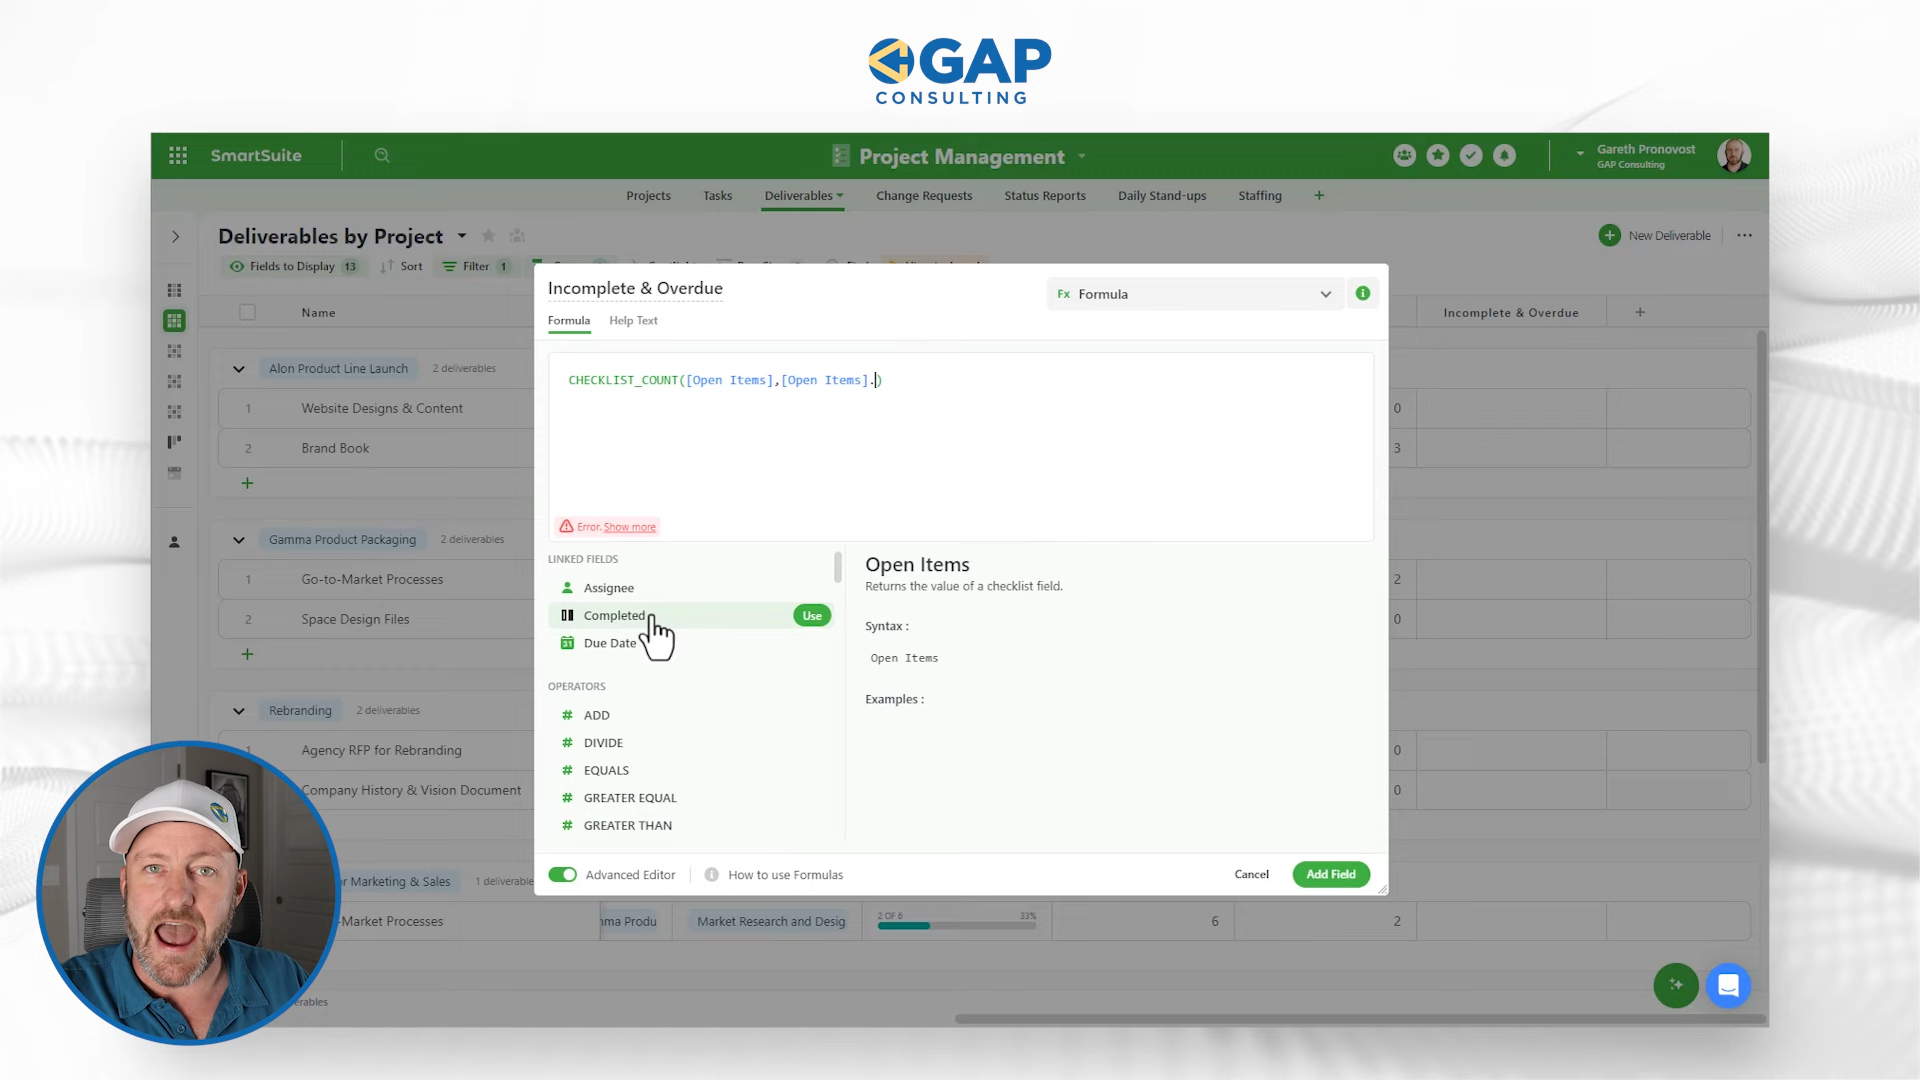 GAP
CONSULTING
SmartSuite
Project Management
Gareth Pronovost
GAP Consulting
Projects
Tasks
Deliverables
Change Requests
Status Reports
Daily Stand-ups
Staffing
Deliverables by Project
New Deliverable
Fields to Display 13
Sort
Filter 1
Name
Incomplete & Overdue
Alon Product Line Launch
2 deliverables
1 Website Designs & Content 0
2 Brand Book 3
Gamma Product Packaging
2 deliverables
1 Go-to-Market Processes 2
2 Space Design Files 0
Rebranding
2 deliverables
1 Agency RFP for Rebranding 0
Company History & Vision Document 0
r Marketing & Sales
1 deliverable
-Market Processes
mma Produ
Market Research and Desig
2 OF 6
33%
6
2
erables
Incomplete & Overdue
Fx Formula
Formula
Help Text
CHECKLIST_COUNT([Open Items],[Open Items].)
Error. Show more
LINKED FIELDS
Assignee
Completed
Use
31 Due Date
OPERATORS
# ADD
# DIVIDE
# EQUALS
# GREATER EQUAL
# GREATER THAN
Open Items
Returns the value of a checklist field.
Syntax :
Open Items
Examples :
Advanced Editor
How to use Formulas
Cancel
Add Field